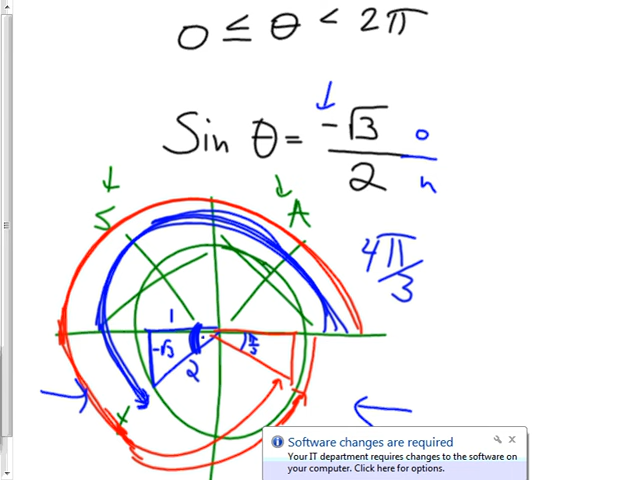 0 ≤ θ < 2π
Sin θ = -√3/2 o/h
S A
4π/3
1
-√3 π/3
2
Software changes are required
Your IT department requires changes to the software on
your computer. Click here for options.